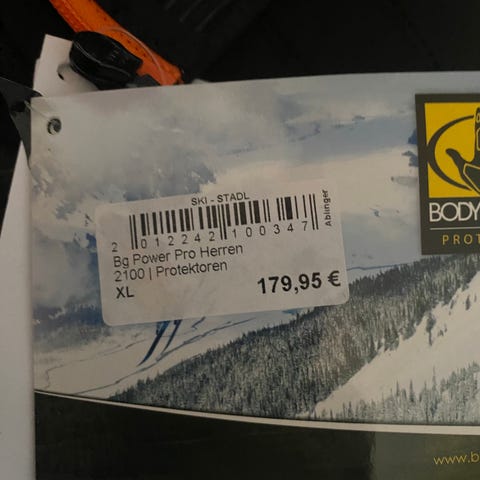 SKI - STADL
2 012242 100347
Ablinger
Bg Power Pro Herren
2100 | Protektoren
XL
179,95 €
BODY
PROT
www.b